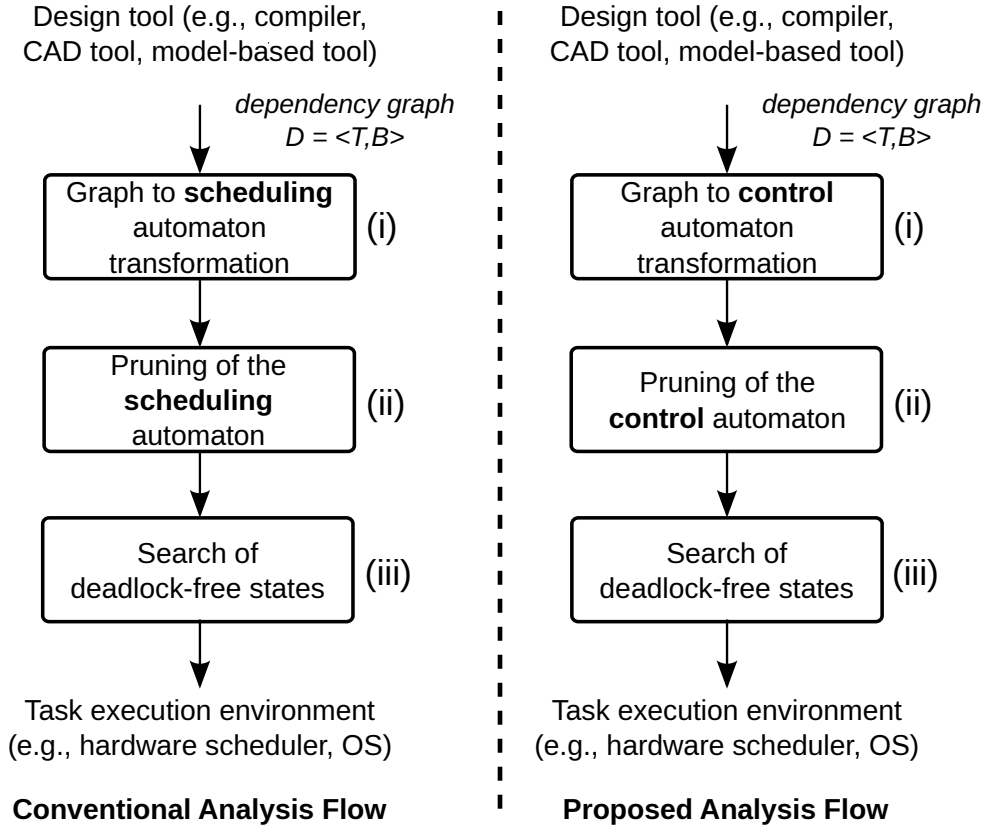 Design tool (e.g., compiler,
CAD tool, model-based tool)
dependency graph
D = <T,B>
Graph to scheduling
automaton
transformation
(i)
Pruning of the
scheduling
automaton
(ii)
Search of
deadlock-free states
(iii)
Task execution environment
(e.g., hardware scheduler, OS)
Conventional Analysis Flow
Design tool (e.g., compiler,
CAD tool, model-based tool)
dependency graph
D = <T,B>
Graph to control
automaton
transformation
(i)
Pruning of the
control automaton
(ii)
Search of
deadlock-free states
(iii)
Task execution environment
(e.g., hardware scheduler, OS)
Proposed Analysis Flow